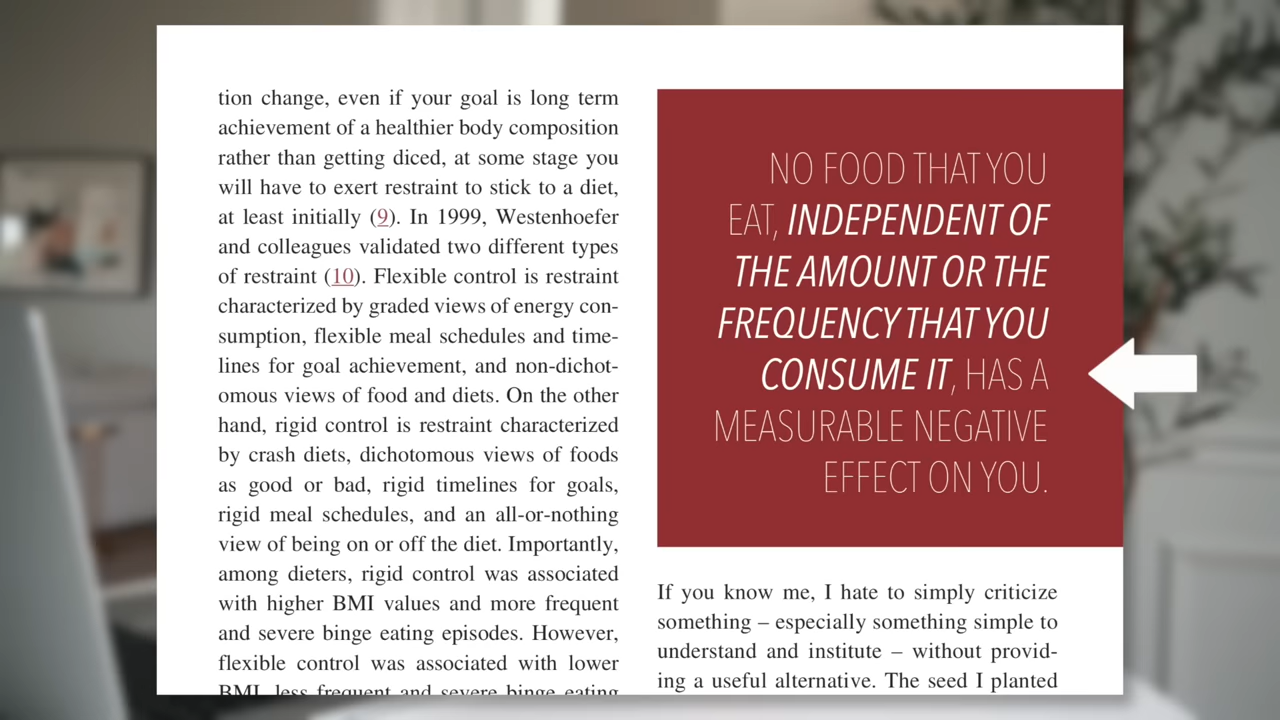 tion change, even if your goal is long term
achievement of a healthier body composition
rather than getting diced, at some stage you
will have to exert restraint to stick to a diet,
at least initially (9). In 1999, Westenhoefer
and colleagues validated two different types
of restraint (10). Flexible control is restraint
characterized by graded views of energy con-
sumption, flexible meal schedules and time-
lines for goal achievement, and non-dichot-
omous views of food and diets. On the other
hand, rigid control is restraint characterized
by crash diets, dichotomous views of foods
as good or bad, rigid timelines for goals,
rigid meal schedules, and an all-or-nothing
view of being on or off the diet. Importantly,
among dieters, rigid control was associated
with higher BMI values and more frequent
and severe binge eating episodes. However,
flexible control was associated with lower
BMI, less frequent and severe binge eating
NO FOOD THAT YOU
EAT, INDEPENDENT OF
THE AMOUNT OR THE
FREQUENCY THAT YOU
CONSUME IT, HAS A
MEASURABLE NEGATIVE
EFFECT ON YOU.
If you know me, I hate to simply criticize
something – especially something simple to
understand and institute – without provid-
ing a useful alternative. The seed I planted